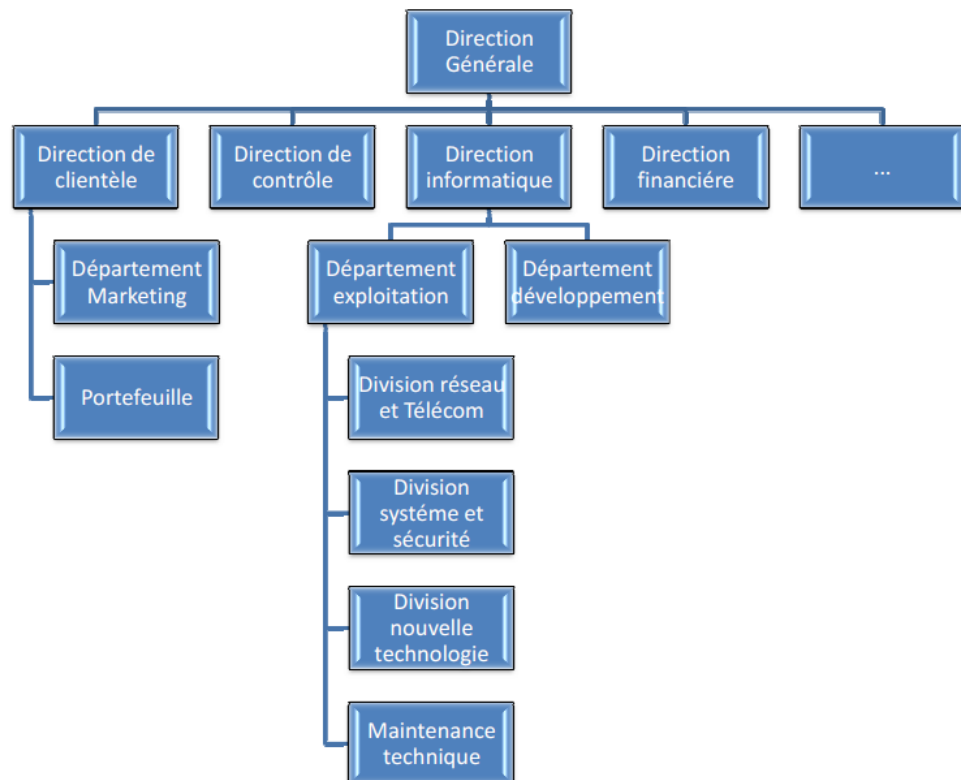 Direction
Générale
Direction de
clientèle
Direction de
contrôle
Direction
informatique
Direction
financiére
...
Département
Marketing
Portefeuille
Département
exploitation
Département
développement
Division réseau
et Télécom
Division
systéme et
sécurité
Division
nouvelle
technologie
Maintenance
technique